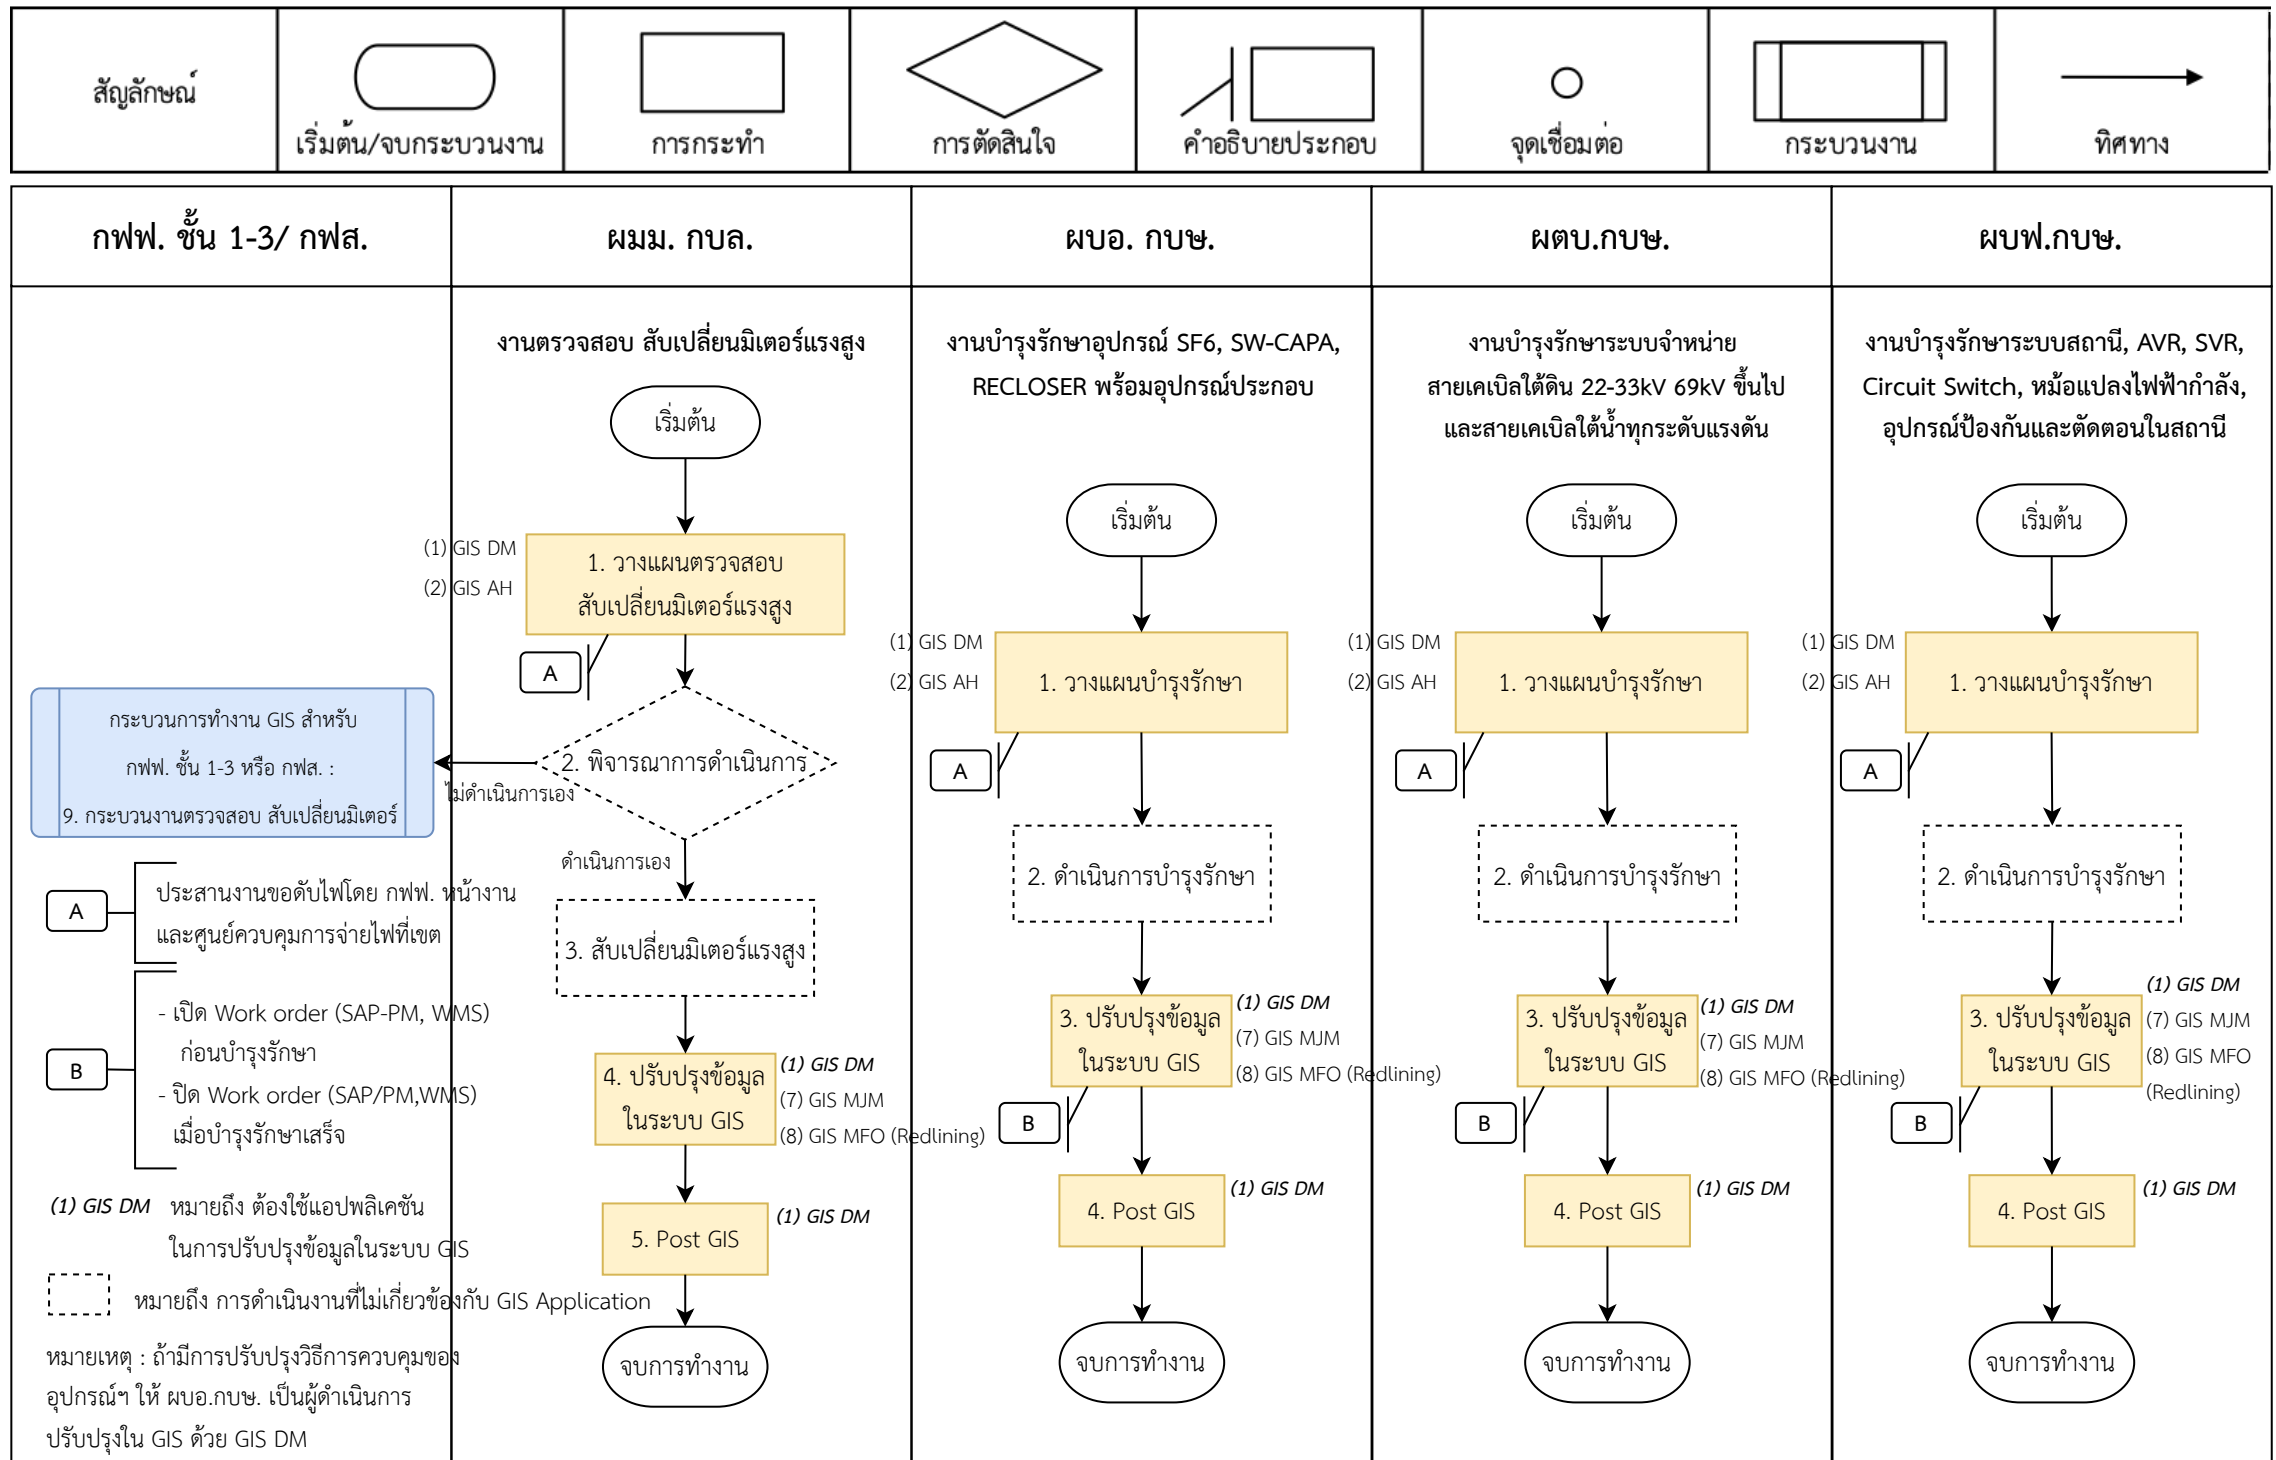 สัญลักษณ์
เริ่มต้น/จบกระบวนงาน
การกระทำ
การตัดสินใจ
คำอธิบายประกอบ
จุดเชื่อมต่อ
กระบวนงาน
ทิศทาง
กฟฟ. ชั้น 1-3/ กฟส.
ผมม. กบล.
ผบอ. กบษ.
ผตบ.กบษ.
ผบฟ.กบษ.
กระบวนการทำงาน GIS สำหรับ
กฟฟ. ชั้น 1-3 หรือ กฟส. :
9. กระบวนงานตรวจสอบ สับเปลี่ยนมิเตอร์
A
ประสานงานขอดับไฟโดย กฟฟ. หน้างาน
และศูนย์ควบคุมการจ่ายไฟที่เขต
B
- เปิด Work order (SAP-PM, WMS)
ก่อนบำรุงรักษา
- ปิด Work order (SAP/PM,WMS)
เมื่อบำรุงรักษาเสร็จ
(1) GIS DM หมายถึง ต้องใช้แอปพลิเคชัน
ในการปรับปรุงข้อมูลในระบบ GIS
หมายถึง การดำเนินงานที่ไม่เกี่ยวข้องกับ GIS Application
หมายเหตุ : ถ้ามีการปรับปรุงวิธีการควบคุมของ
อุปกรณ์ฯ ให้ ผบอ.กบษ. เป็นผู้ดำเนินการ
ปรับปรุงใน GIS ด้วย GIS DM
งานตรวจสอบ สับเปลี่ยนมิเตอร์แรงสูง
เริ่มต้น
(1) GIS DM
(2) GIS AH
1. วางแผนตรวจสอบ
สับเปลี่ยนมิเตอร์แรงสูง
A
2. พิจารณาการดำเนินการ
ไม่ดำเนินการเอง
ดำเนินการเอง
3. สับเปลี่ยนมิเตอร์แรงสูง
4. ปรับปรุงข้อมูล
ในระบบ GIS
(1) GIS DM
(7) GIS MJM
(8) GIS MFO (Redlining)
5. Post GIS
(1) GIS DM
จบการทำงาน
งานบำรุงรักษาอุปกรณ์ SF6, SW-CAPA,
RECLOSER พร้อมอุปกรณ์ประกอบ
เริ่มต้น
(1) GIS DM
(2) GIS AH
1. วางแผนบำรุงรักษา
A
2. ดำเนินการบำรุงรักษา
3. ปรับปรุงข้อมูล
ในระบบ GIS
(1) GIS DM
(7) GIS MJM
(8) GIS MFO (Redlining)
B
4. Post GIS
(1) GIS DM
จบการทำงาน
งานบำรุงรักษาระบบจำหน่าย
สายเคเบิลใต้ดิน 22-33kV 69kV ขึ้นไป
และสายเคเบิลใต้น้ำทุกระดับแรงดัน
เริ่มต้น
(1) GIS DM
(2) GIS AH
1. วางแผนบำรุงรักษา
A
2. ดำเนินการบำรุงรักษา
3. ปรับปรุงข้อมูล
ในระบบ GIS
(1) GIS DM
(7) GIS MJM
(8) GIS MFO (Redlining)
B
4. Post GIS
(1) GIS DM
จบการทำงาน
งานบำรุงรักษาระบบสถานี, AVR, SVR,
Circuit Switch, หม้อแปลงไฟฟ้ากำลัง,
อุปกรณ์ป้องกันและตัดตอนในสถานี
เริ่มต้น
(1) GIS DM
(2) GIS AH
1. วางแผนบำรุงรักษา
A
2. ดำเนินการบำรุงรักษา
3. ปรับปรุงข้อมูล
ในระบบ GIS
(1) GIS DM
(7) GIS MJM
(8) GIS MFO
(Redlining)
B
4. Post GIS
(1) GIS DM
จบการทำงาน